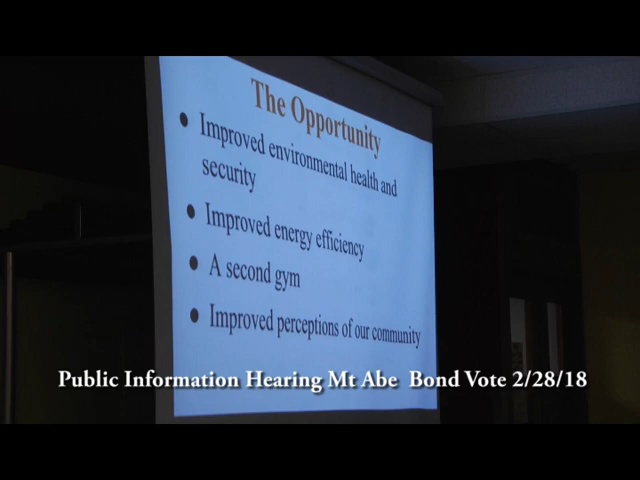 The Opportunity
• Improved environmental health and
security
• Improved energy efficiency
• A second gym
• Improved perceptions of our community
Public Information Hearing Mt Abe Bond Vote 2/28/18